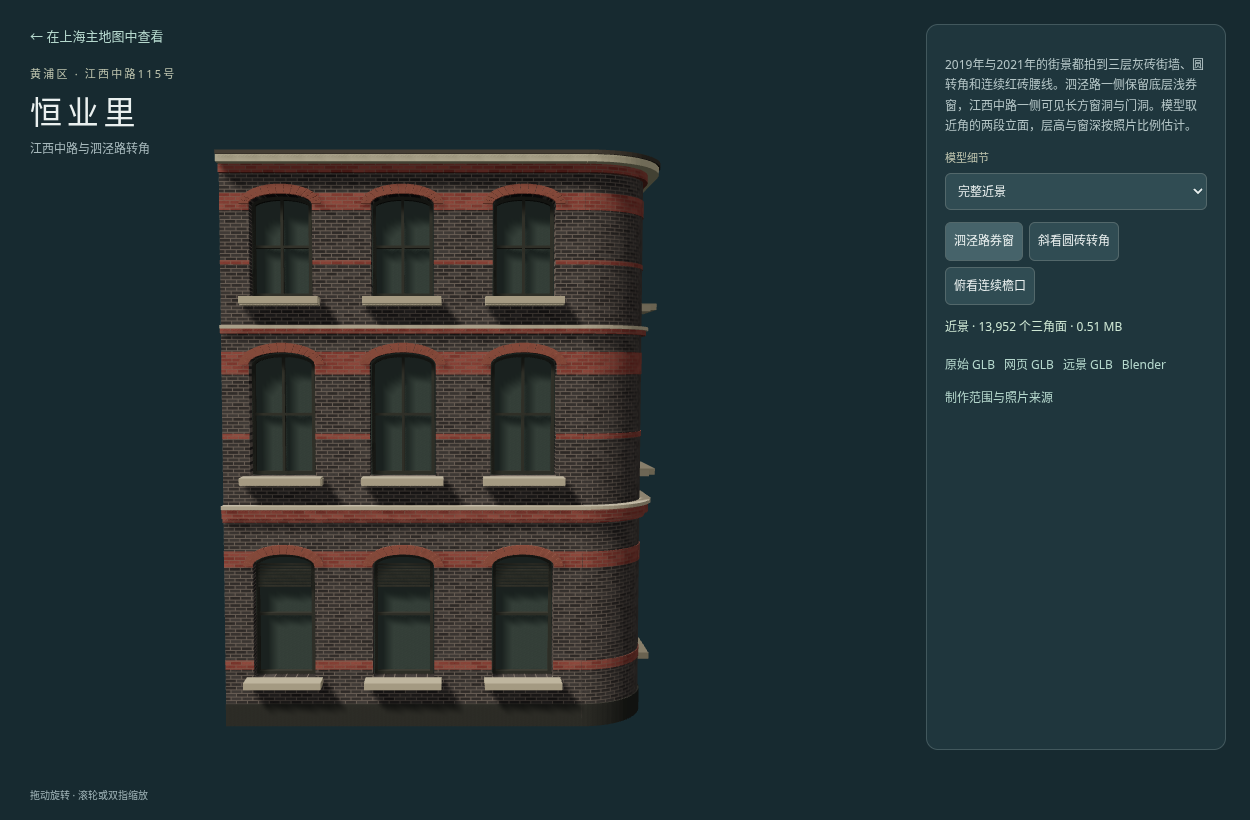 ← 在上海主地图中查看
黄浦区 · 江西中路115号
恒业里
江西中路与泗泾路转角
2019年与2021年的街景都拍到三层灰砖街墙、圆
转角和连续红砖腰线。泗泾路一侧保留底层浅券
窗，江西中路一侧可见长方窗洞与门洞。模型取
近角的两段立面，层高与窗深按照片比例估计。
模型细节
完整近景
泗泾路券窗 斜看圆砖转角
俯看连续檐口
近景 · 13,952 个三角面 · 0.51 MB
原始 GLB 网页 GLB 远景 GLB Blender
制作范围与照片来源
拖动旋转 · 滚轮或双指缩放